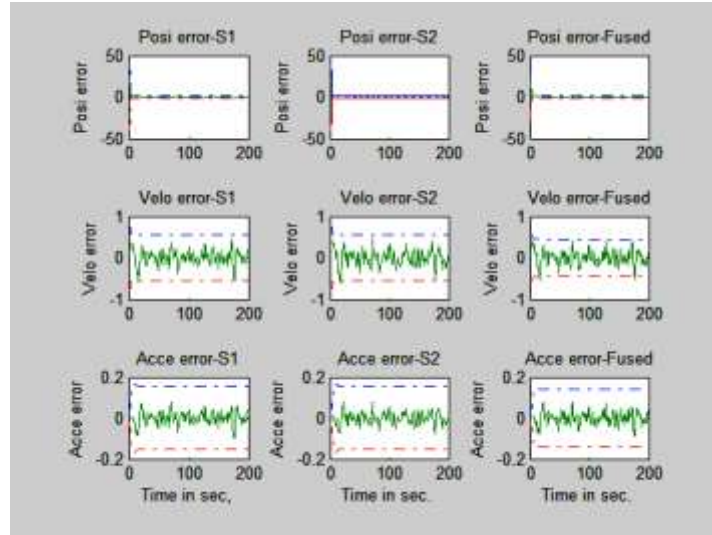 Posi error-S1
Posi error-S2
Posi error-Fused
Posi error
50
0
-50
0 100 200
Posi error
50
0
-50
0 100 200
Posi error
50
0
-50
0 100 200
Velo error-S1
Velo error-S2
Velo error-Fused
Velo error
1
0
-1
0 100 200
Velo error
1
0
-1
0 100 200
Velo error
1
0
-1
0 100 200
Acce error-S1
Acce error-S2
Acce error-Fused
Acce error
0.2
0
-0.2
0 100 200
Time in sec,
Acce error
0.2
0
-0.2
0 100 200
Time in sec.
Acce error
0.2
0
-0.2
0 100 200
Time in sec.